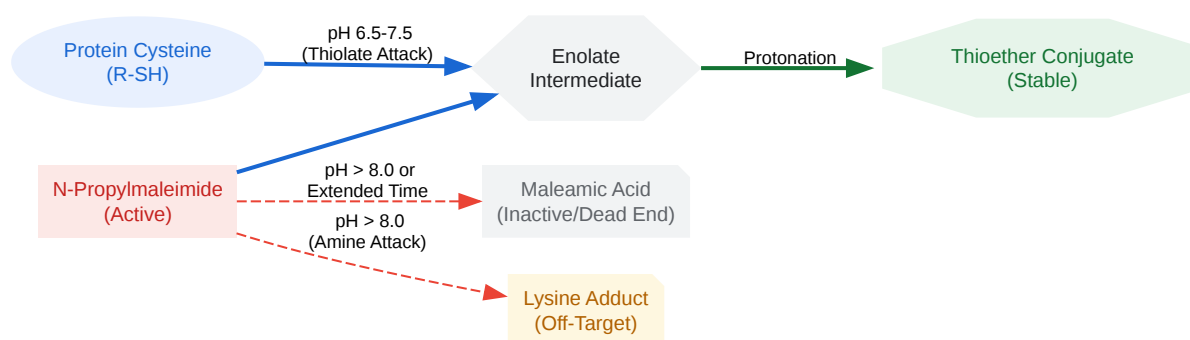 Protein Cysteine
(R-SH)
pH 6.5-7.5
(Thiolate Attack)
Enolate
Intermediate
Protonation
Thioether Conjugate
(Stable)
N-Propylmaleimide
(Active)
pH > 8.0 or
Extended Time
Maleamic Acid
(Inactive/Dead End)
pH > 8.0
(Amine Attack)
Lysine Adduct
(Off-Target)